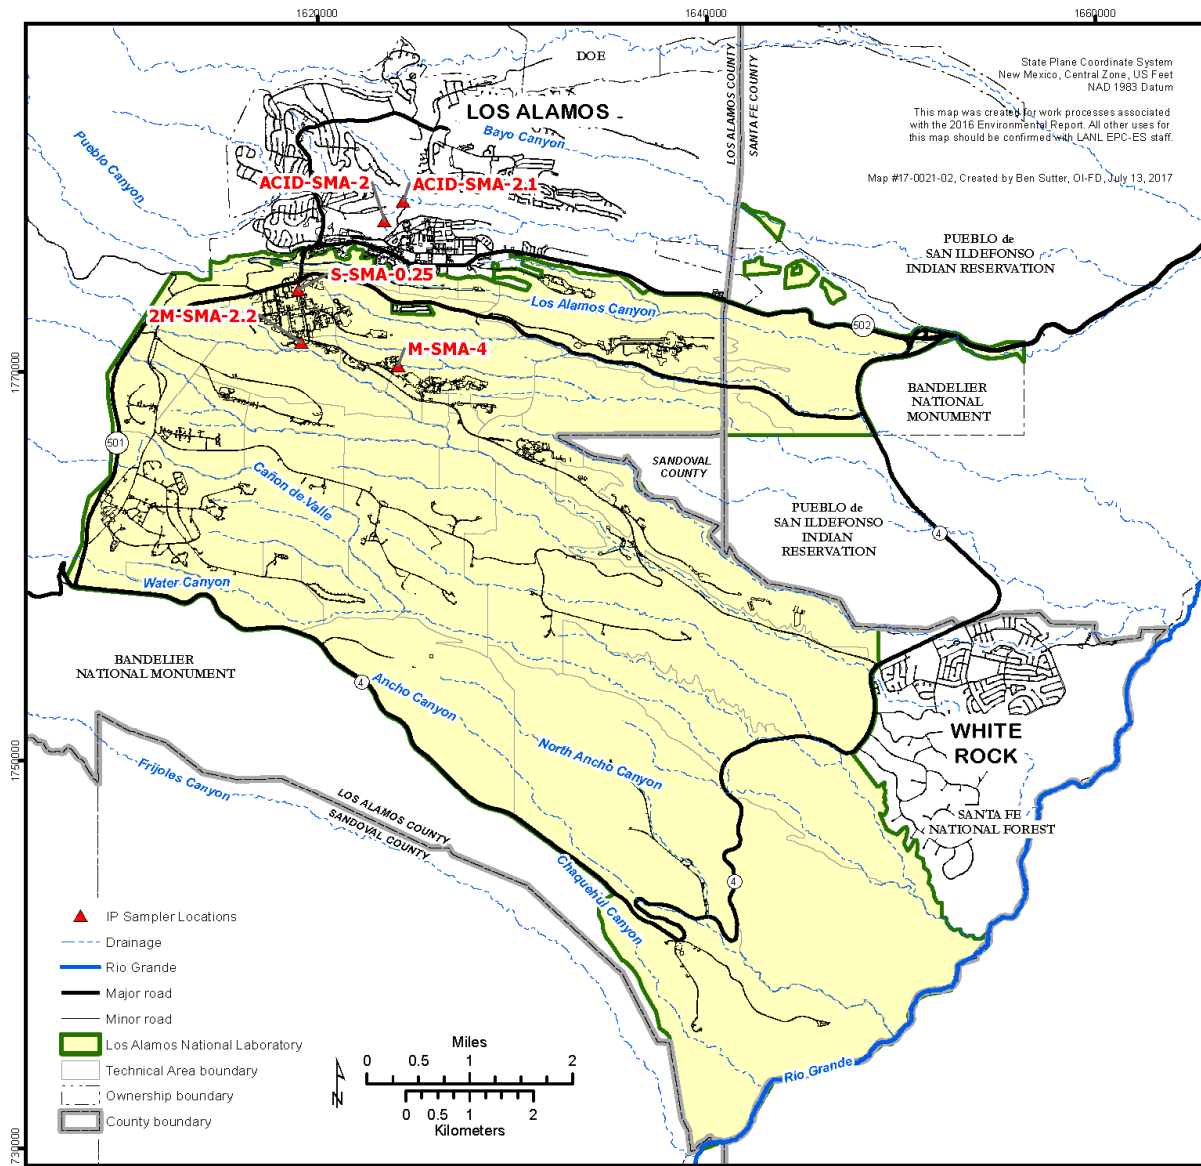 1620000
1640000
1660000
DOE
LOS ALAMOS COUNTY
SANTA FE COUNTY
State Plane Coordinate System
New Mexico, Central Zone, US Feet
NAD 1983 Datum
This map was created for work processes associated
with the 2016 Environmental Report. All other uses for
this map should be confirmed with LANL EPC-ES staff.
Map #17-0021-02, Created by Ben Sutter, OI-FD, July 13, 2017
LOS ALAMOS
Bayo Canyon
Pueblo Canyon
ACID-SMA-2
ACID-SMA-2.1
PUEBLO de
SAN ILDEFONSO
INDIAN RESERVATION
S-SMA-0.25
2M-SMA-2.2
Los Alamos Canyon
502
M-SMA-4
1770000
BANDELIER
NATIONAL
MONUMENT
501
SANDOVAL
COUNTY
Cañon de Valle
PUEBLO de
SAN ILDEFONSO
INDIAN
RESERVATION
4
Water Canyon
BANDELIER
NATIONAL MONUMENT
4
Ancho Canyon
North Ancho Canyon
WHITE
ROCK
1750000
Frijoles Canyon
LOS ALAMOS COUNTY
SANDOVAL COUNTY
SANTA FE
NATIONAL FOREST
Chaquehui Canyon
4
IP Sampler Locations
Drainage
Rio Grande
Major road
Minor road
Los Alamos National Laboratory
Technical Area boundary
Ownership boundary
County boundary
N
Miles
0 0.5 1 2
0 0.5 1 2
Kilometers
Rio Grande
730000